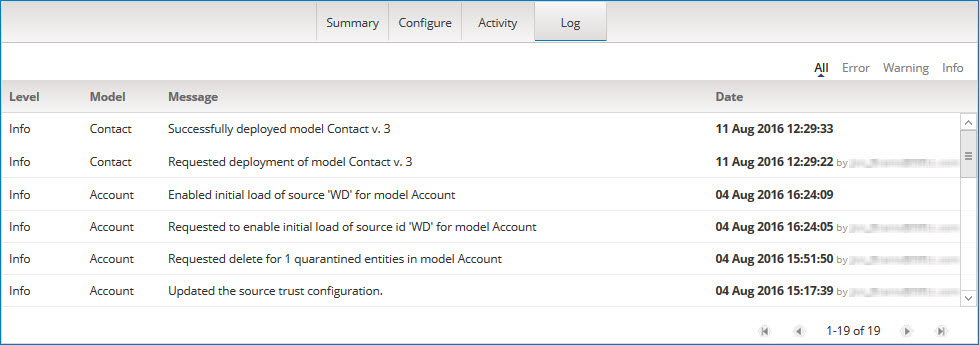 Summary Configure Activity Log
All Error Warning Info
Level Model Message Date
Info Contact Successfully deployed model Contact v. 3 11 Aug 2016 12:29:33
Info Contact Requested deployment of model Contact v. 3 11 Aug 2016 12:29:22 by
Info Account Enabled initial load of source 'WD' for model Account 04 Aug 2016 16:24:09
Info Account Requested to enable initial load of source id 'WD' for model Account 04 Aug 2016 16:24:05 by
Info Account Requested delete for 1 quarantined entities in model Account 04 Aug 2016 15:51:50 by
Info Account Updated the source trust configuration. 04 Aug 2016 15:17:39 by
1-19 of 19